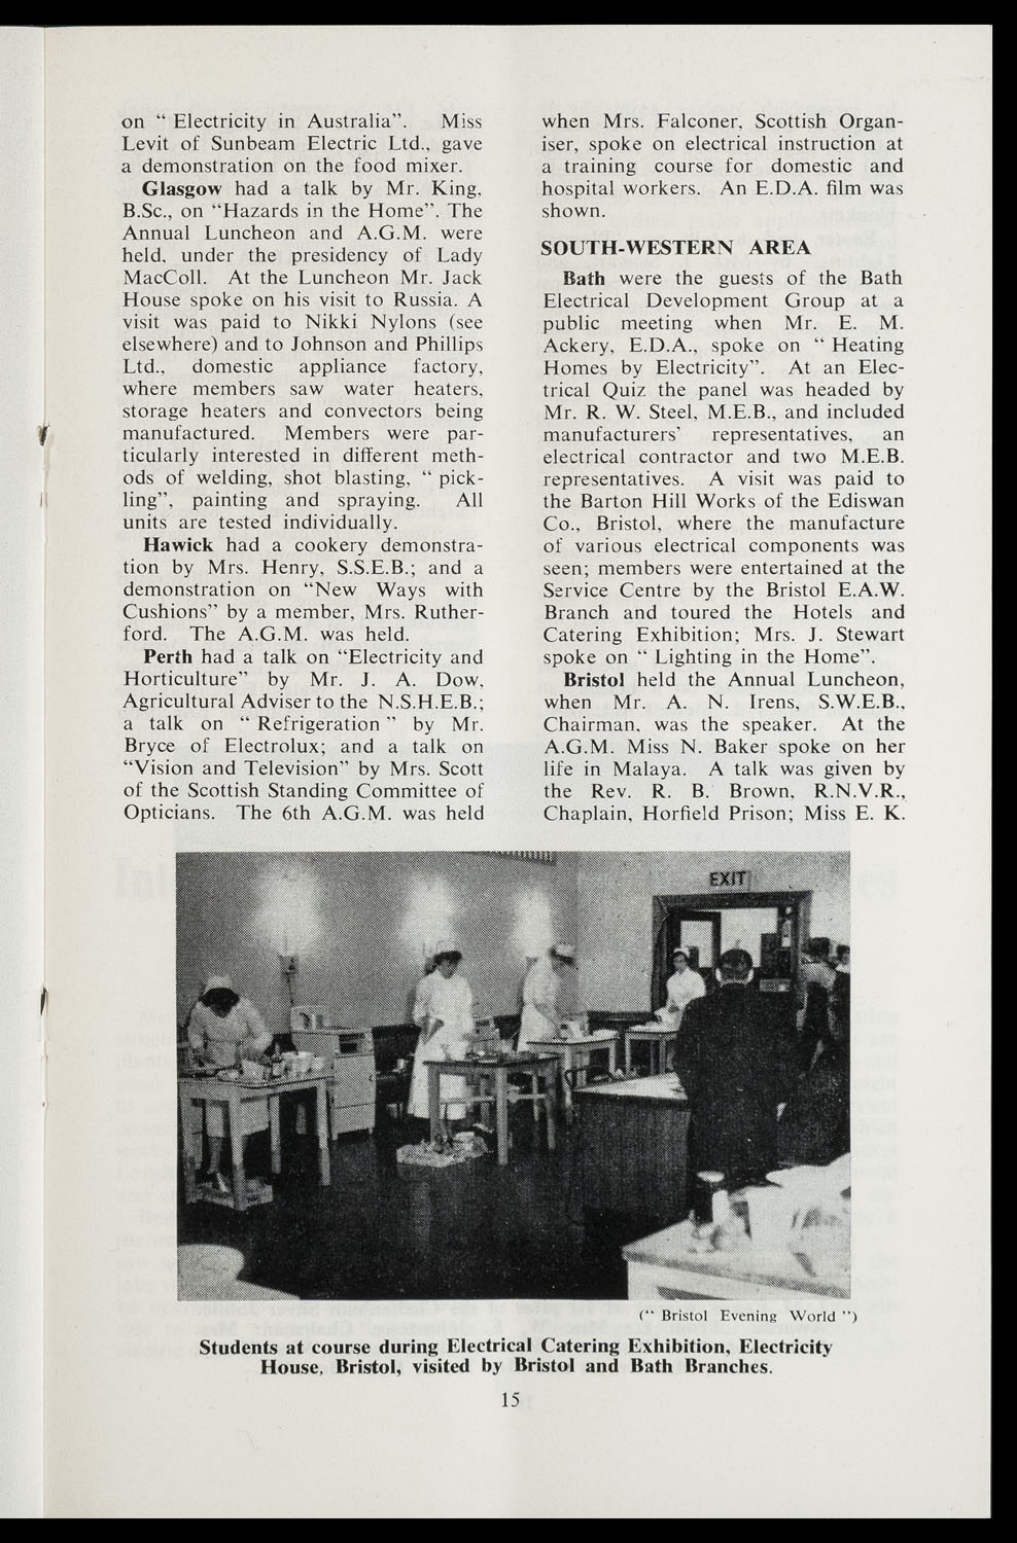 on “ Electricity in Australia”. Miss
Levit of Sunbeam Electric Ltd., gave
a demonstration on the food mixer.
Glasgow had a talk by Mr. King,
B.Sc., on “Hazards in the Home”. The
Annual Luncheon and A.G.M. were
held, under the presidency of Lady
MacColl. At the Luncheon Mr. Jack
House spoke on his visit to Russia. A
visit was paid to Nikki Nylons (see
elsewhere) and to Johnson and Phillips
Ltd., domestic appliance factory,
where members saw water heaters,
storage heaters and convectors being
manufactured. Members were par-
ticularly interested in different meth-
ods of welding, shot blasting, “ pick-
ling”, painting and spraying. All
units are tested individually.
Hawick had a cookery demonstra-
tion by Mrs. Henry, S.S.E.B.; and a
demonstration on “New Ways with
Cushions” by a member, Mrs. Ruther-
ford. The A.G.M. was held.
Perth had a talk on “Electricity and
Horticulture” by Mr. J. A. Dow,
Agricultural Adviser to the N.S.H.E.B.;
a talk on “ Refrigeration ” by Mr.
Bryce of Electrolux; and a talk on
“Vision and Television” by Mrs. Scott
of the Scottish Standing Committee of
Opticians. The 6th A.G.M. was held
when Mrs. Falconer, Scottish Organ-
iser, spoke on electrical instruction at
a training course for domestic and
hospital workers. An E.D.A. film was
shown.
SOUTH-WESTERN AREA
Bath were the guests of the Bath
Electrical Development Group at a
public meeting when Mr. E. M.
Ackery, E.D.A., spoke on “ Heating
Homes by Electricity”. At an Elec-
trical Quiz the panel was headed by
Mr. R. W. Steel, M.E.B., and included
manufacturers’ representatives, an
electrical contractor and two M.E.B.
representatives. A visit was paid to
the Barton Hill Works of the Ediswan
Co., Bristol, where the manufacture
of various electrical components was
seen; members were entertained at the
Service Centre by the Bristol E.A.W.
Branch and toured the Hotels and
Catering Exhibition; Mrs. J. Stewart
spoke on “ Lighting in the Home”.
Bristol held the Annual Luncheon,
when Mr. A. N. Irens, S.W.E.B.,
Chairman, was the speaker. At the
A.G.M. Miss N. Baker spoke on her
life in Malaya. A talk was given by
the Rev. R. B. Brown, R.N.V.R.,
Chaplain, Horfield Prison; Miss E. K.
EXIT
(“ Bristol Evening World ”)
Students at course during Electrical Catering Exhibition, Electricity
House, Bristol, visited by Bristol and Bath Branches.
15